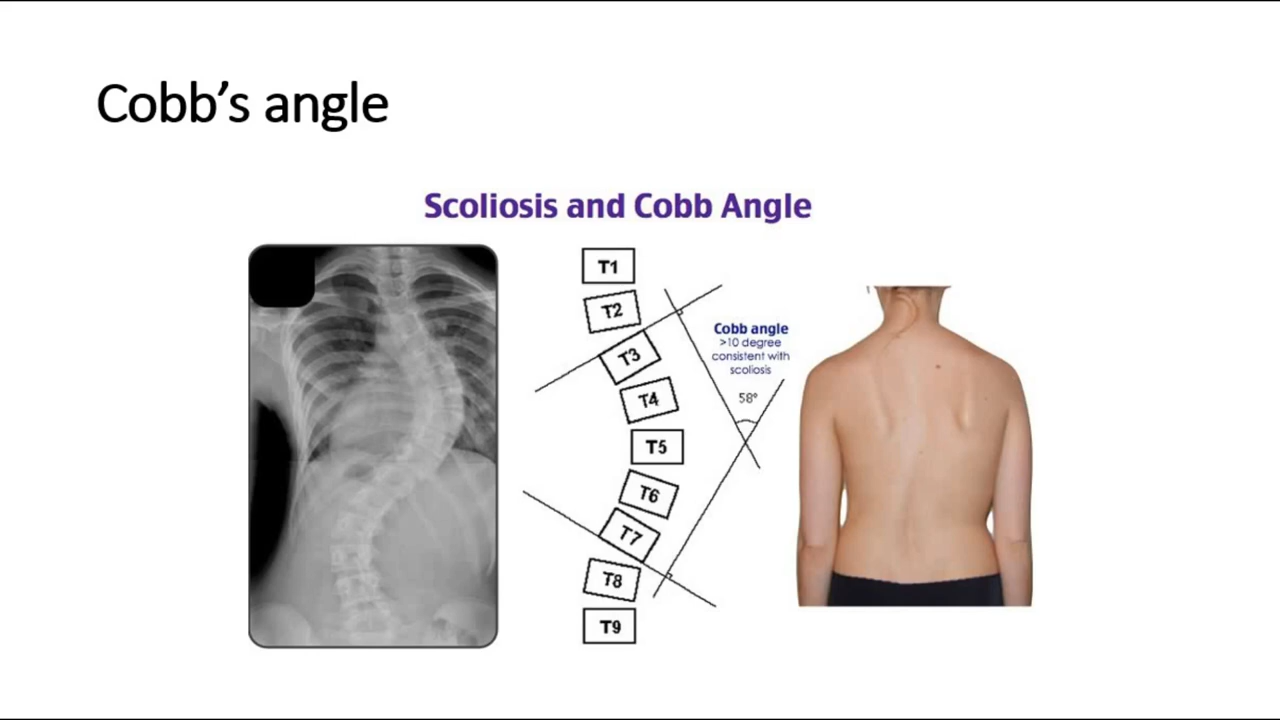 Cobb’s angle
Scoliosis and Cobb Angle
T1
T2
T3
T4
T5
T6
T7
T8
T9
Cobb angle
>10 degree
consistent with
scoliosis
58º